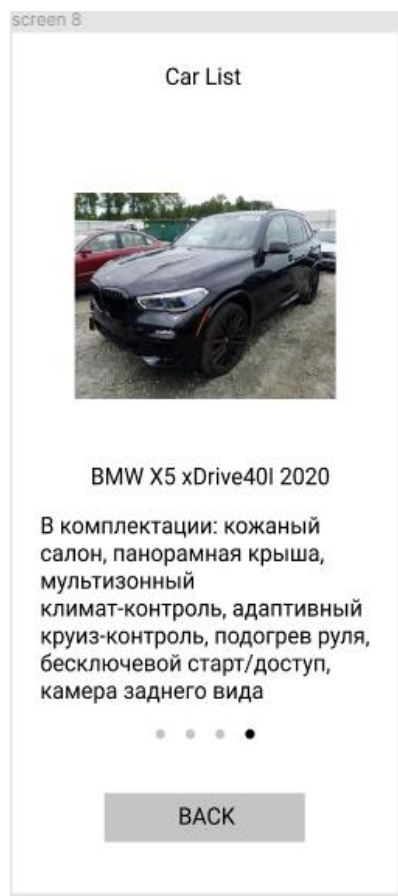 screen 8
Car List
BMW X5 xDrive40I 2020
В комплектации: кожаный
салон, панорамная крыша,
мультизонный
климат-контроль, адаптивный
круиз-контроль, подогрев руля,
бесключевой старт/доступ,
камера заднего вида
BACK